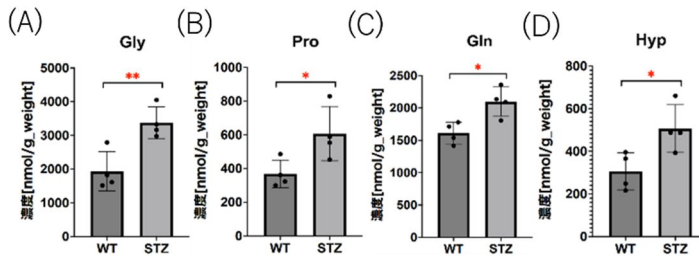 (A)
Gly
濃度[nmol/g_weight]
5000
4000
3000
2000
1000
0
**
WT
STZ
(B)
Pro
濃度[nmol/g_weight]
1000
800
600
400
200
0
*
WT
STZ
(C)
Gln
濃度[nmol/g_weight]
2500
2000
1500
1000
500
0
*
WT
STZ
(D)
Hyp
濃度[nmol/g_weight]
800
600
400
200
0
*
WT
STZ